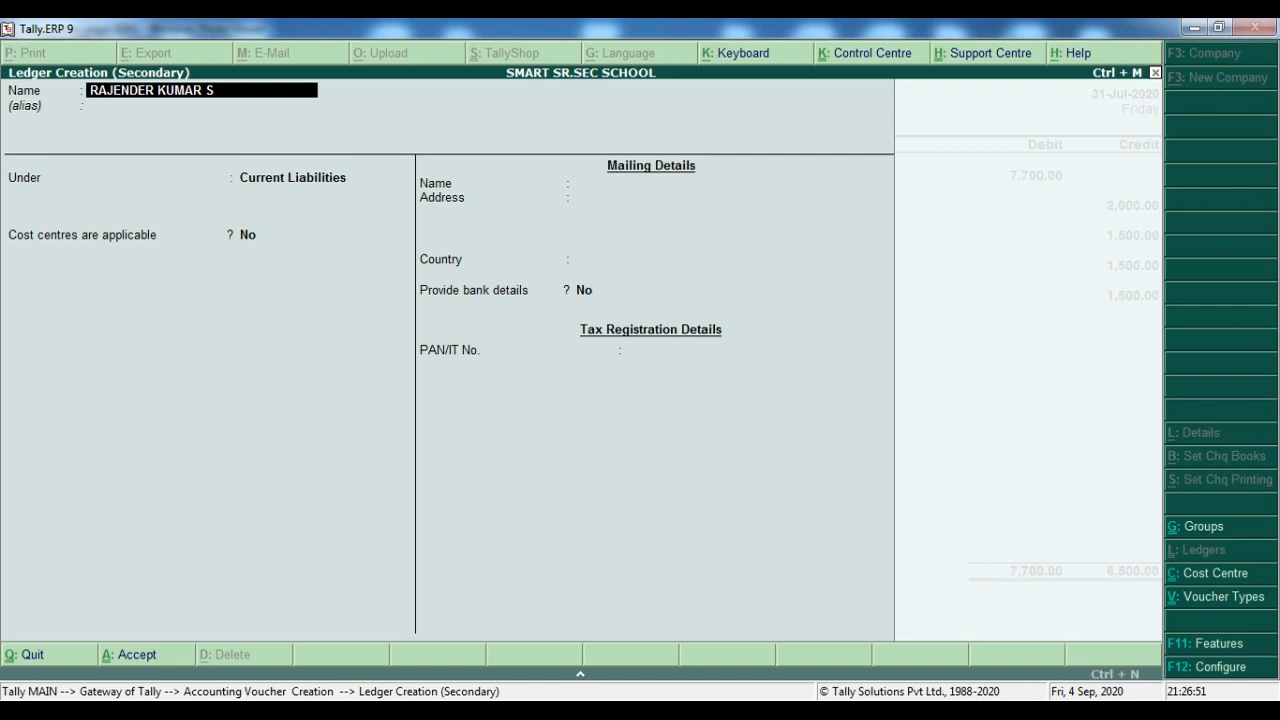 Tally.ERP 9
P: Print E: Export M: E-Mail O: Upload S: TallyShop G: Language K: Keyboard K: Control Centre H: Support Centre H: Help F3: Company
Ledger Creation (Secondary) SMART SR.SEC SCHOOL Ctrl + M F3: New Company
Name : RAJENDER KUMAR S 31-Jul-2020
(alias) : Friday
Debit Credit
Mailing Details
Under : Current Liabilities 7,700.00
Name :
Address :
2,000.00
Cost centres are applicable ? No 1,500.00
Country : 1,500.00
Provide bank details ? No 1,500.00
Tax Registration Details
PAN/IT No. :
L: Details
B: Set Chq Books
S: Set Chq Printing
G: Groups
L: Ledgers
7,700.00 6,500.00 C: Cost Centre
V: Voucher Types
F11: Features
Q: Quit A: Accept D: Delete F12: Configure
Ctrl + N
Tally MAIN --> Gateway of Tally --> Accounting Voucher Creation --> Ledger Creation (Secondary) © Tally Solutions Pvt Ltd., 1988-2020 Fri, 4 Sep, 2020 21:26:51